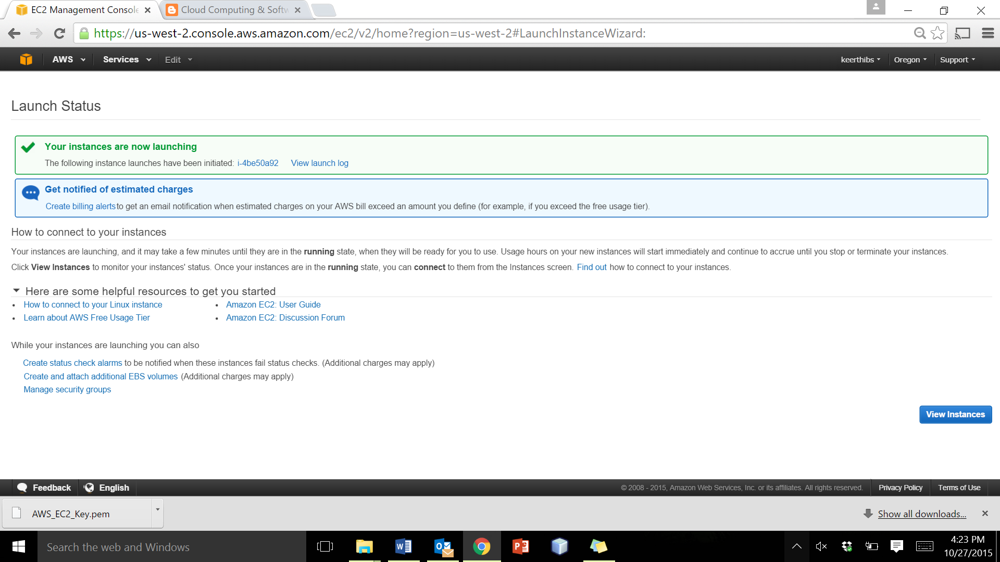 EC2 Management Console
Cloud Computing & Softw
https://us-west-2.console.aws.amazon.com/ec2/v2/home?region=us-west-2#LaunchInstanceWizard:
AWS Services Edit keerthibs Oregon Support
Launch Status
Your instances are now launching
The following instance launches have been initiated: i-4be50a92 View launch log
Get notified of estimated charges
Create billing alerts to get an email notification when estimated charges on your AWS bill exceed an amount you define (for example, if you exceed the free usage tier).
How to connect to your instances
Your instances are launching, and it may take a few minutes until they are in the running state, when they will be ready for you to use. Usage hours on your new instances will start immediately and continue to accrue until you stop or terminate your instances.
Click View Instances to monitor your instances' status. Once your instances are in the running state, you can connect to them from the Instances screen. Find out how to connect to your instances.
Here are some helpful resources to get you started
• How to connect to your Linux instance • Amazon EC2: User Guide
• Learn about AWS Free Usage Tier • Amazon EC2: Discussion Forum
While your instances are launching you can also
Create status check alarms to be notified when these instances fail status checks. (Additional charges may apply)
Create and attach additional EBS volumes (Additional charges may apply)
Manage security groups
View Instances
Feedback English © 2008 - 2015, Amazon Web Services, Inc. or its affiliates. All rights reserved. Privacy Policy Terms of Use
AWS_EC2_Key.pem Show all downloads...
Search the web and Windows
4:23 PM
10/27/2015